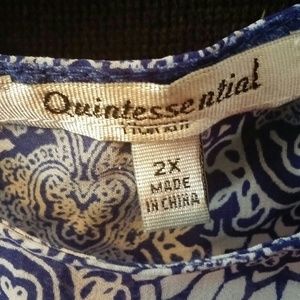 Quintessential
2X
MADE
IN CHINA